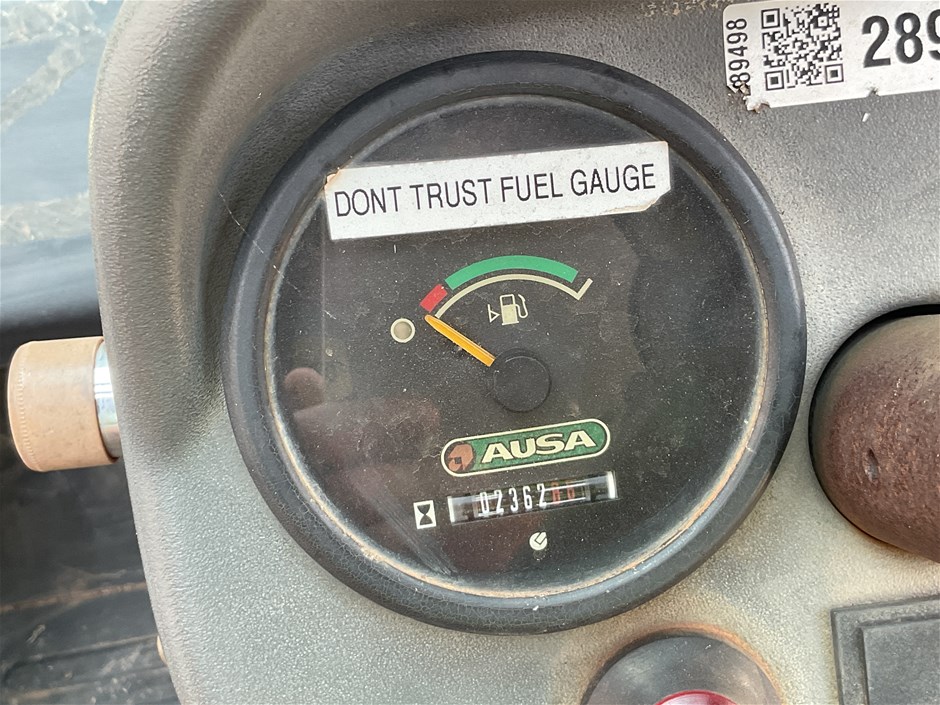 89498
289
DONT TRUST FUEL GAUGE
AUSA
02362